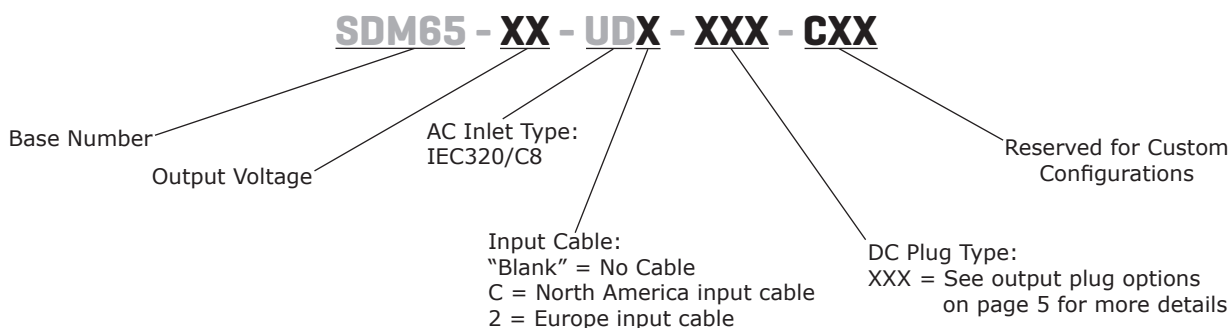 SDM65 - XX - UDX - XXX - CXX
Base Number
Output Voltage
AC Inlet Type:
IEC320/C8
Input Cable:
“Blank” = No Cable
C = North America input cable
2 = Europe input cable
DC Plug Type:
XXX = See output plug options
on page 5 for more details
Reserved for Custom
Configurations